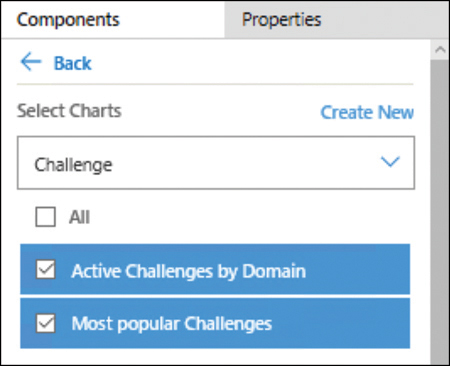 Components Properties
Back
Select Charts Create New
Challenge
All
Active Challenges by Domain
Most popular Challenges